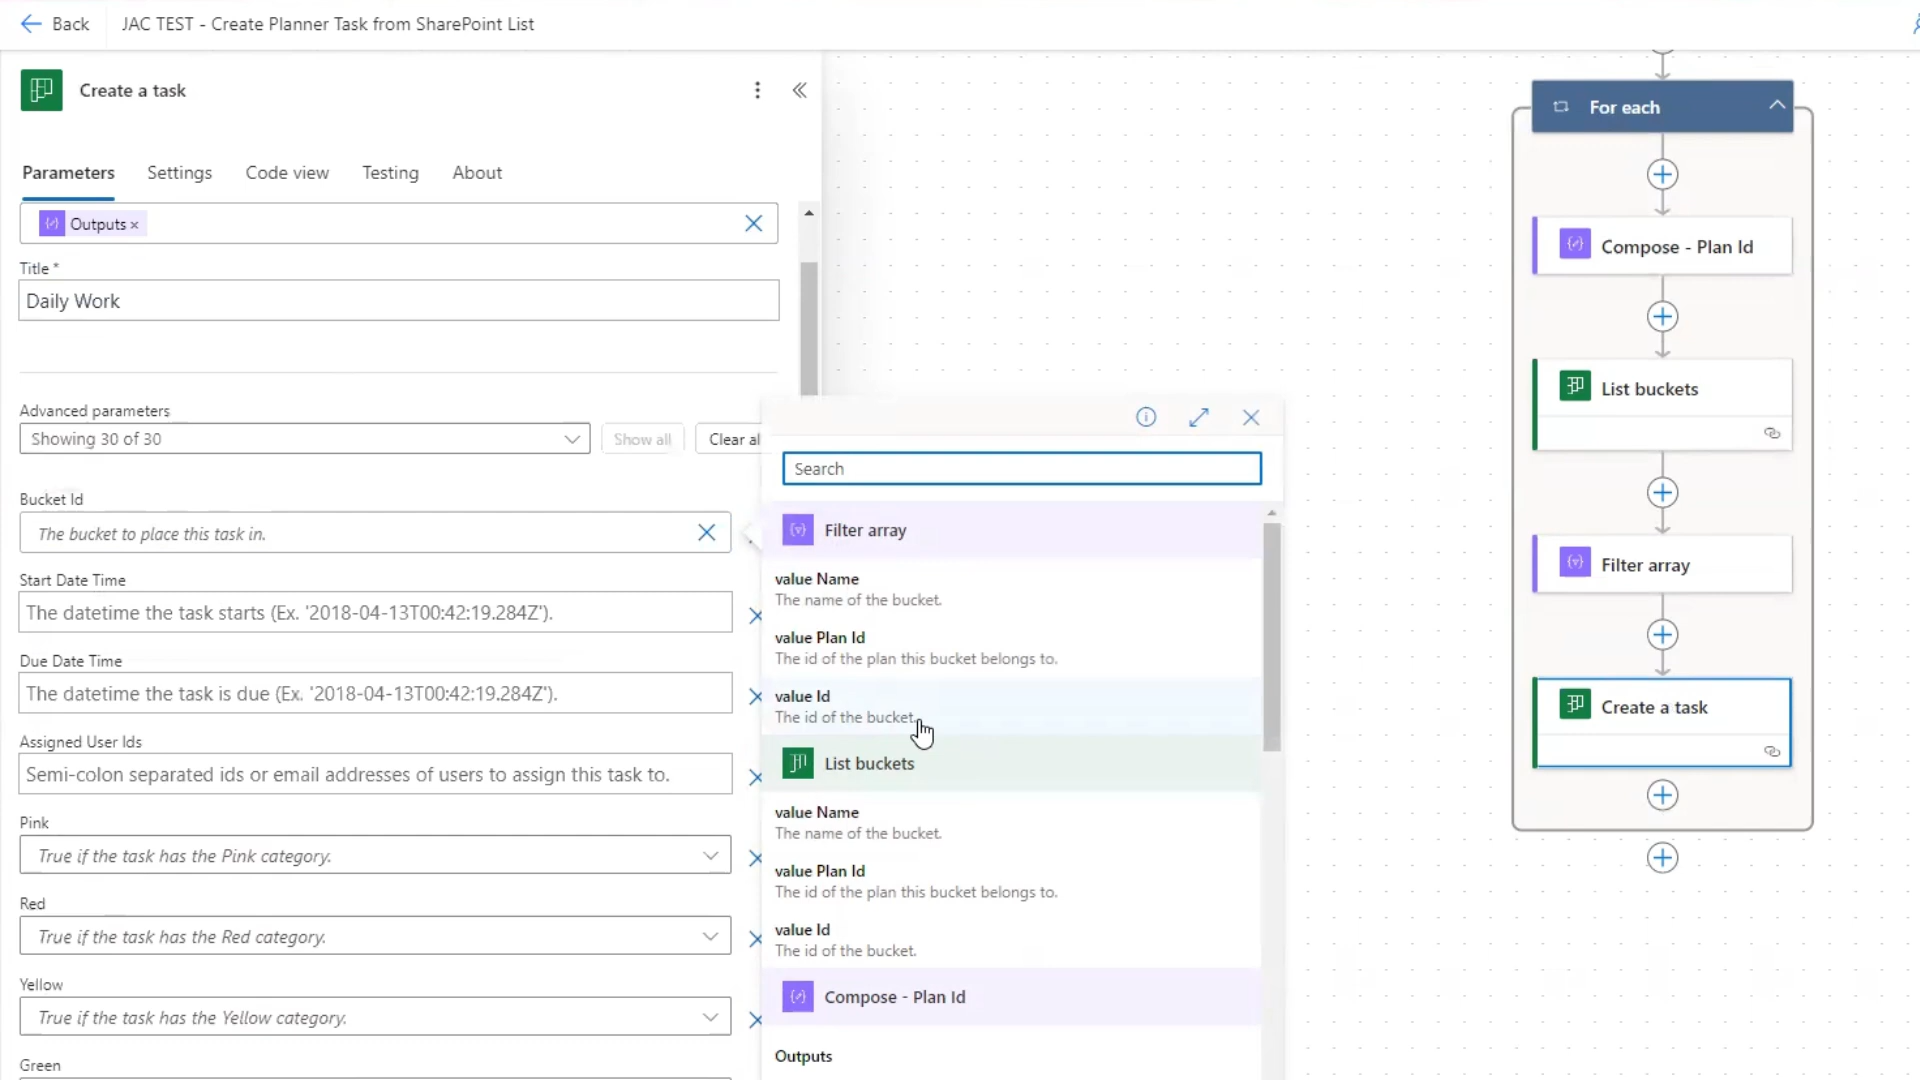 Back
JAC TEST - Create Planner Task from SharePoint List
Create a task
Parameters
Settings
Code view
Testing
About
Outputs ×
Title *
Daily Work
Advanced parameters
Showing 30 of 30
Show all
Clear al
Bucket Id
The bucket to place this task in.
Start Date Time
The datetime the task starts (Ex. '2018-04-13T00:42:19.284Z').
Due Date Time
The datetime the task is due (Ex. '2018-04-13T00:42:19.284Z').
Assigned User Ids
Semi-colon separated ids or email addresses of users to assign this task to.
Pink
True if the task has the Pink category.
Red
True if the task has the Red category.
Yellow
True if the task has the Yellow category.
Green
Search
Filter array
value Name
The name of the bucket.
value Plan Id
The id of the plan this bucket belongs to.
value Id
The id of the bucket.
List buckets
value Name
The name of the bucket.
value Plan Id
The id of the plan this bucket belongs to.
value Id
The id of the bucket.
Compose - Plan Id
Outputs
For each
Compose - Plan Id
List buckets
Filter array
Create a task